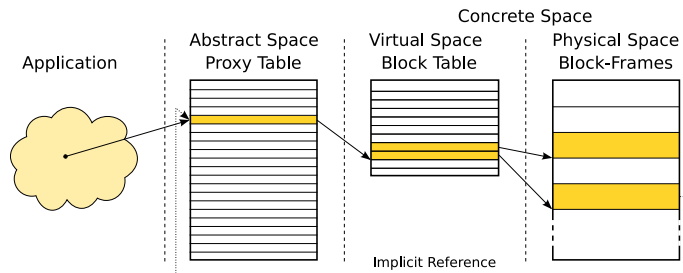 Concrete Space
Application
Abstract Space
Proxy Table
Virtual Space
Block Table
Physical Space
Block-Frames
Implicit Reference